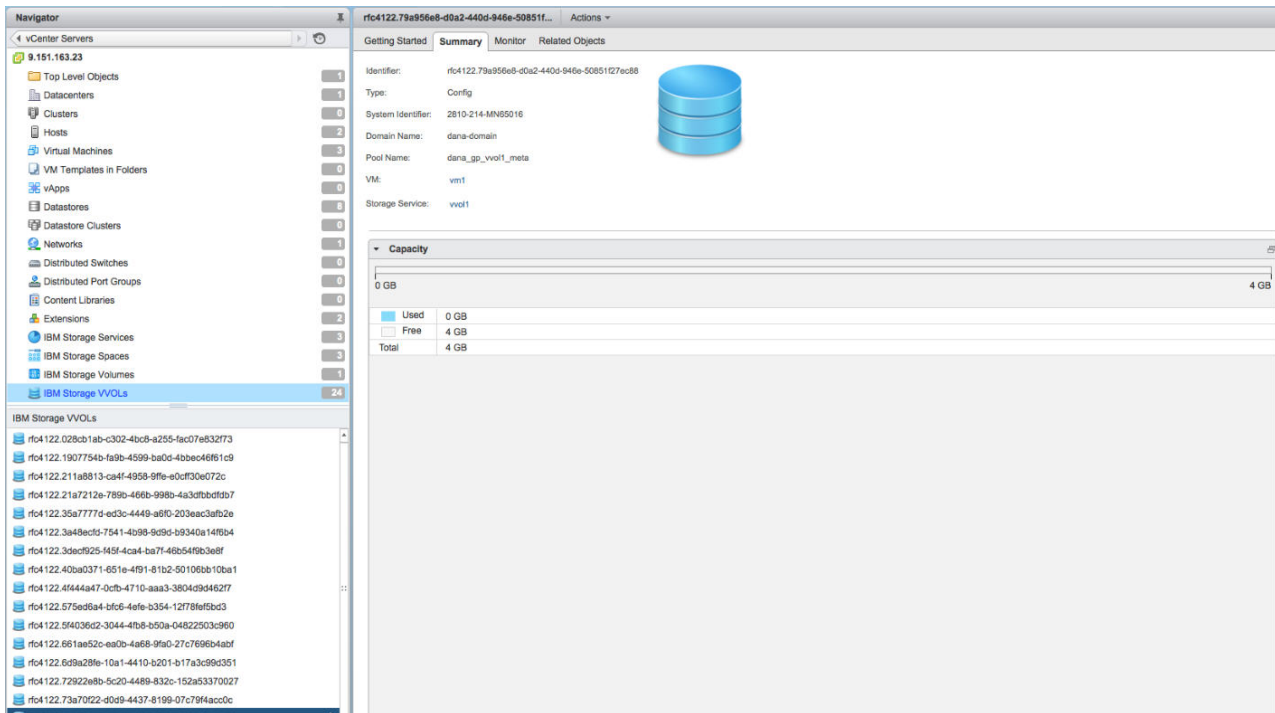 Navigator
vCenter Servers
9.151.163.23
Top Level Objects 1
Datacenters 1
Clusters 0
Hosts 2
Virtual Machines 3
VM Templates in Folders 0
vApps 0
Datastores 8
Datastore Clusters 0
Networks 1
Distributed Switches 0
Distributed Port Groups 0
Content Libraries 0
Extensions 2
IBM Storage Services 3
IBM Storage Spaces 3
IBM Storage Volumes 1
IBM Storage VVOLs 24
IBM Storage VVOLs
rfc4122.028cb1ab-c302-4bc8-a255-fac07e832f73
rfc4122.1907754b-fa9b-4599-ba0d-4bbec46f61c9
rfc4122.211a8813-ca4f-4958-9ffe-e0cff30e072c
rfc4122.21a7212e-789b-466b-998b-4a3dfbbdfdb7
rfc4122.35a7777d-ed3c-4449-a6f0-203eac3afb2e
rfc4122.3a48ecfd-7541-4b98-9d9d-b9340a14f6b4
rfc4122.3decf925-f45f-4ca4-ba7f-46b54f9b3e8f
rfc4122.40ba0371-651e-4f91-81b2-50106bb10ba1
rfc4122.4f444a47-0cfb-4710-aaa3-3804d9d462f7
rfc4122.575ed6a4-bfc6-4efe-b354-12f78fef5bd3
rfc4122.5f4036d2-3044-4fb8-b50a-04822503c960
rfc4122.661ae52c-ea0b-4a68-9fa0-27c7696b4abf
rfc4122.6d9a28fe-10a1-4410-b201-b17a3c99d351
rfc4122.72922e8b-5c20-4489-832c-152a53370027
rfc4122.73a70f22-d0d9-4437-8199-07c79f4acc0c
rfc4122.79a956e8-d0a2-440d-946e-50851f... Actions
Getting Started Summary Monitor Related Objects
Identifier: rfc4122.79a956e8-d0a2-440d-946e-50851f27ec88
Type: Config
System Identifier: 2810-214-MN65016
Domain Name: dana-domain
Pool Name: dana_gp_vvol1_meta
VM: vm1
Storage Service: vvol1
Capacity
0 GB 4 GB
Used 0 GB
Free 4 GB
Total 4 GB